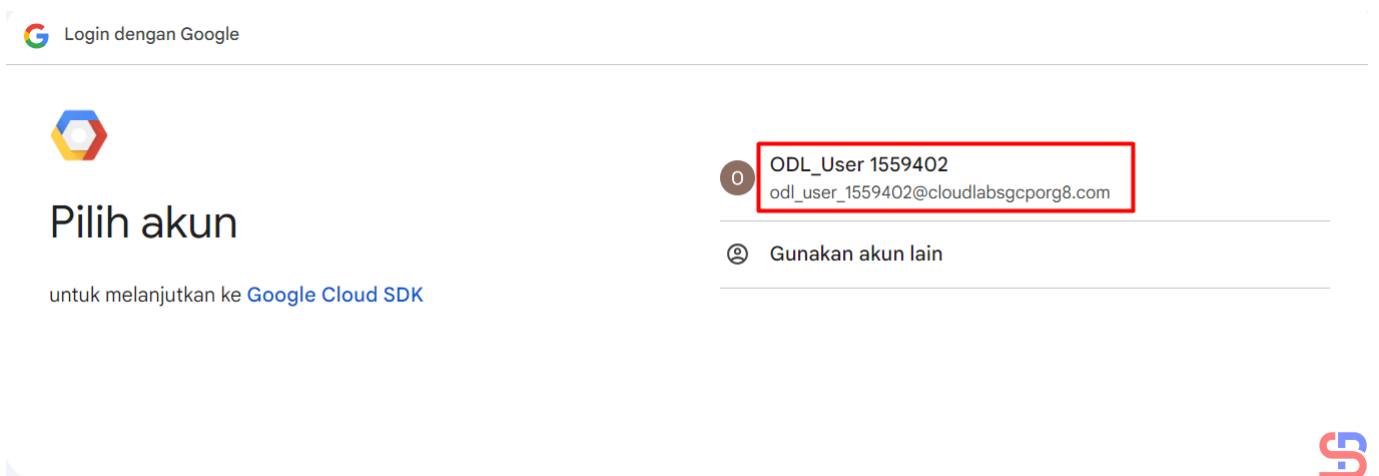 Login dengan Google
Pilih akun
untuk melanjutkan ke Google Cloud SDK
O
ODL_User 1559402
odl_user_1559402@cloudlabsgcporg8.com
Gunakan akun lain